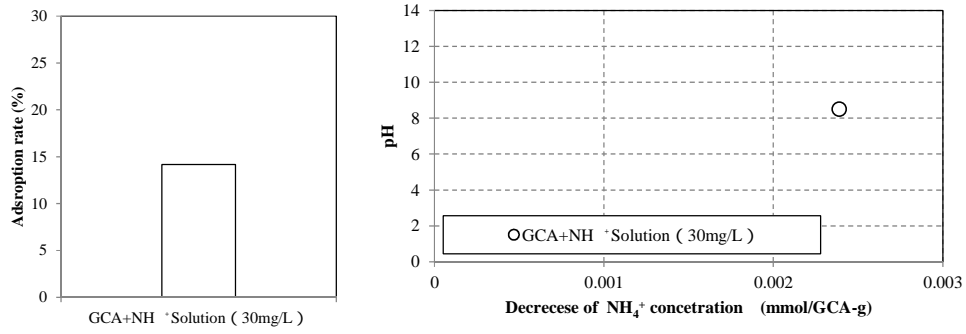 30
25
20
15
10
5
0
Adsroption rate (%)
GCA+NH ⁺Solution ( 30mg/L )
14
12
10
8
6
4
2
0
pH
GCA+NH ⁺Solution ( 30mg/L )
0 0.001 0.002 0.003
Decrecese of NH₄⁺ concetration (mmol/GCA-g)